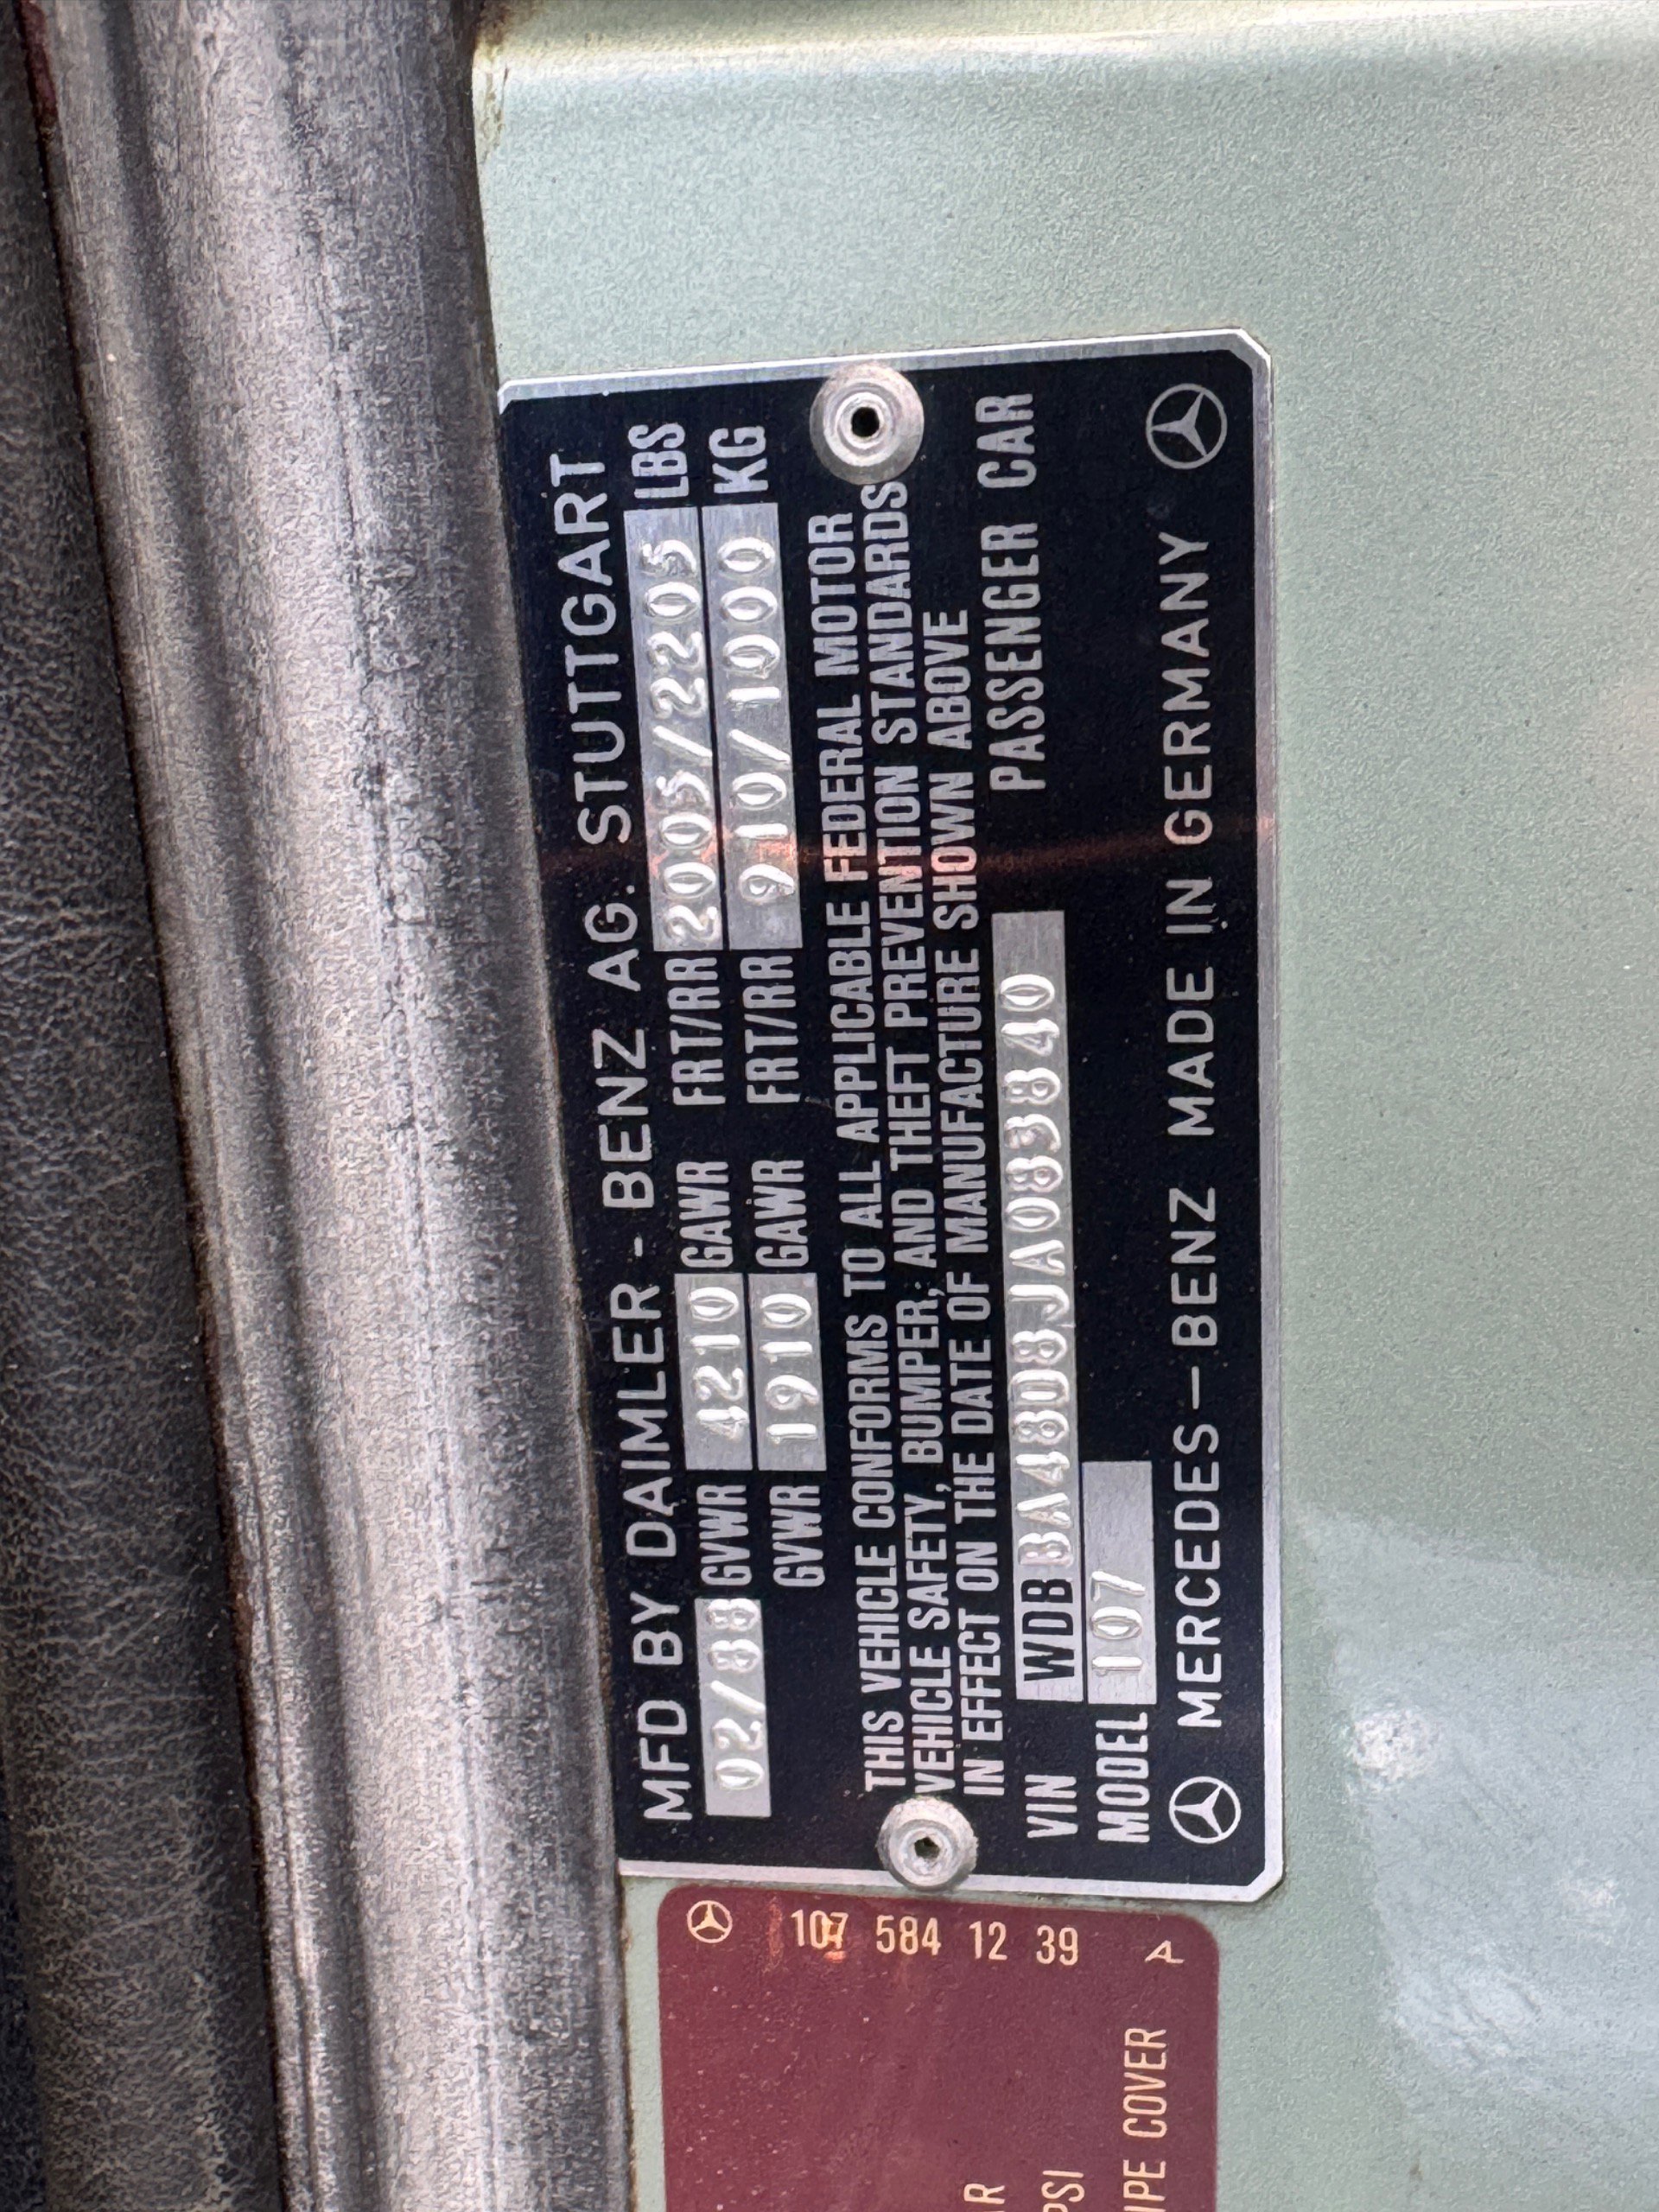 MFD BY DAIMLER - BENZ AG. STUTTGART
02/88 GVWR 4210 GAWR FRT/RR 2005/2205 LBS
GVWR 1910 GAWR FRT/RR 910/1000 KG
THIS VEHICLE CONFORMS TO ALL APPLICABLE FEDERAL MOTOR
VEHICLE SAFETY, BUMPER, AND THEFT PREVENTION STANDARDS
IN EFFECT ON THE DATE OF MANUFACTURE SHOWN ABOVE
VIN WDBBA48D8JA083840 PASSENGER CAR
MODEL 107
MERCEDES-BENZ MADE IN GERMANY
107 584 12 39 A
R
PSI
IPE COVER